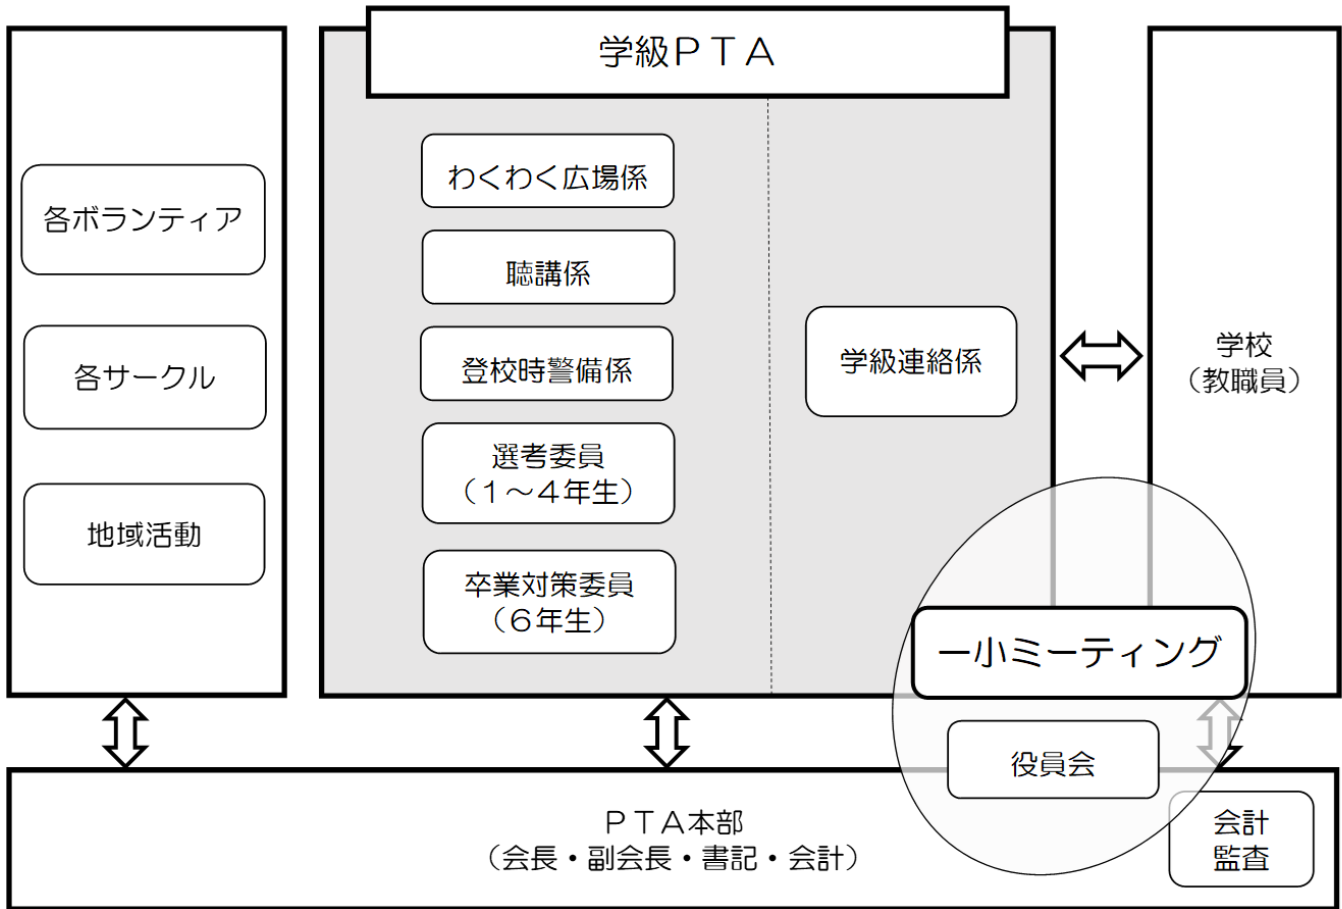 学級ＰＴＡ
各ボランティア
各サークル
地域活動
わくわく広場係
聴講係
登校時警備係
選考委員
（１～４年生）
卒業対策委員
（６年生）
学級連絡係
学校
（教職員）
一小ミーティング
役員会
ＰＴＡ本部
（会長・副会長・書記・会計）
会計
監査